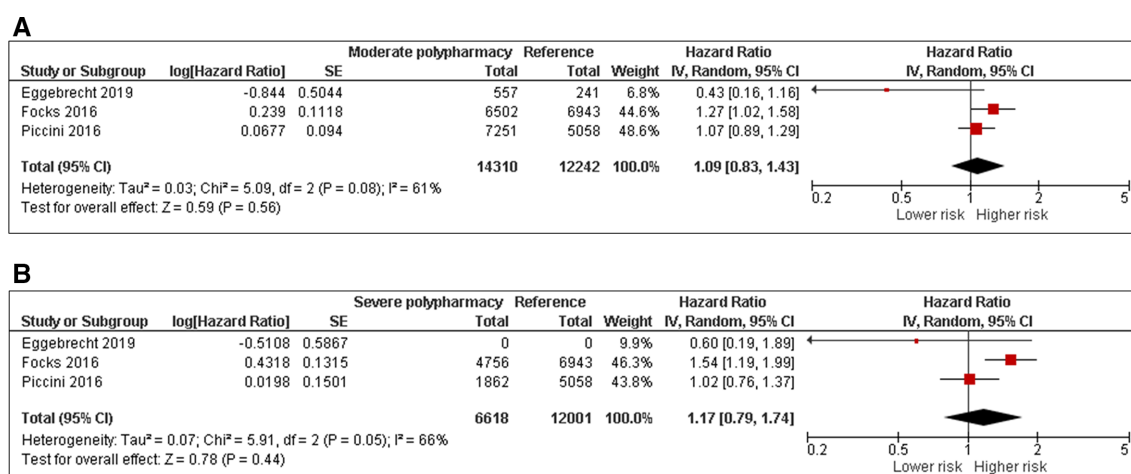 A
Moderate polypharmacy Reference Hazard Ratio Hazard Ratio
Study or Subgroup log[Hazard Ratio] SE Total Total Weight IV, Random, 95% CI IV, Random, 95% CI
Eggebrecht 2019 -0.844 0.5044 557 241 6.8% 0.43 [0.16, 1.16]
Focks 2016 0.239 0.1118 6502 6943 44.6% 1.27 [1.02, 1.58]
Piccini 2016 0.0677 0.094 7251 5058 48.6% 1.07 [0.89, 1.29]
Total (95% CI) 14310 12242 100.0% 1.09 [0.83, 1.43]
Heterogeneity: Tau² = 0.03; Chi² = 5.09, df = 2 (P = 0.08); I² = 61%
Test for overall effect: Z = 0.59 (P = 0.56)
0.2 0.5 1 2 5
Lower risk Higher risk
B
Severe polypharmacy Reference Hazard Ratio Hazard Ratio
Study or Subgroup log[Hazard Ratio] SE Total Total Weight IV, Random, 95% CI IV, Random, 95% CI
Eggebrecht 2019 -0.5108 0.5867 0 0 9.9% 0.60 [0.19, 1.89]
Focks 2016 0.4318 0.1315 4756 6943 46.3% 1.54 [1.19, 1.99]
Piccini 2016 0.0198 0.1501 1862 5058 43.8% 1.02 [0.76, 1.37]
Total (95% CI) 6618 12001 100.0% 1.17 [0.79, 1.74]
Heterogeneity: Tau² = 0.07; Chi² = 5.91, df = 2 (P = 0.05); I² = 66%
Test for overall effect: Z = 0.78 (P = 0.44)
0.2 0.5 1 2 5
Lower risk Higher risk